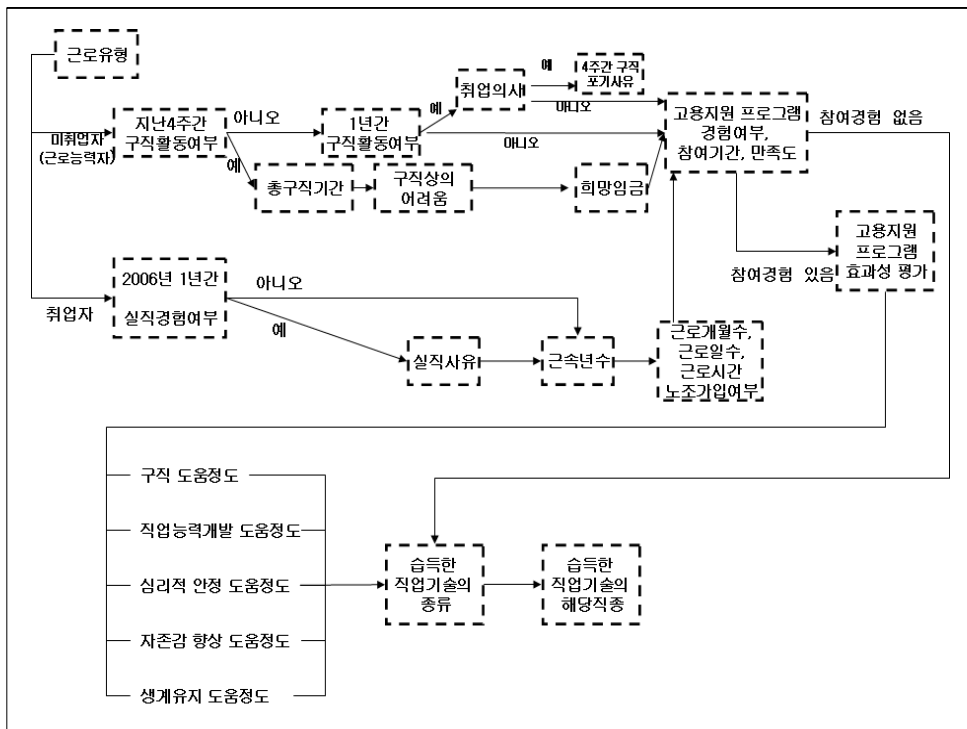 근로유형
미취업자
(근로능력자)
지난4주간
구직활동여부
아니오
예
1년간
구직활동여부
예
아니오
취업의사
예
아니오
4주간 구직
포기사유
총구직기간
구직상의
어려움
희망임금
고용지원 프로그램
경험여부,
참여기간, 만족도
참여경험 없음
참여경험 있음
고용지원
프로그램
효과성 평가
취업자
2006년 1년간
실직경험여부
아니오
예
실직사유
근속년수
근로개월수,
근로일수,
근로시간
노조가입여부
구직 도움정도
직업능력개발 도움정도
심리적 안정 도움정도
자존감 향상 도움정도
생계유지 도움정도
습득한
직업기술의
종류
습득한
직업기술의
해당직종